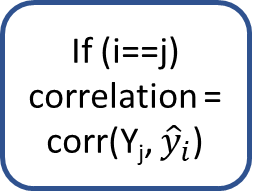 If (i==j)
correlation =
corr(Yⱼ, ŷᵢ)